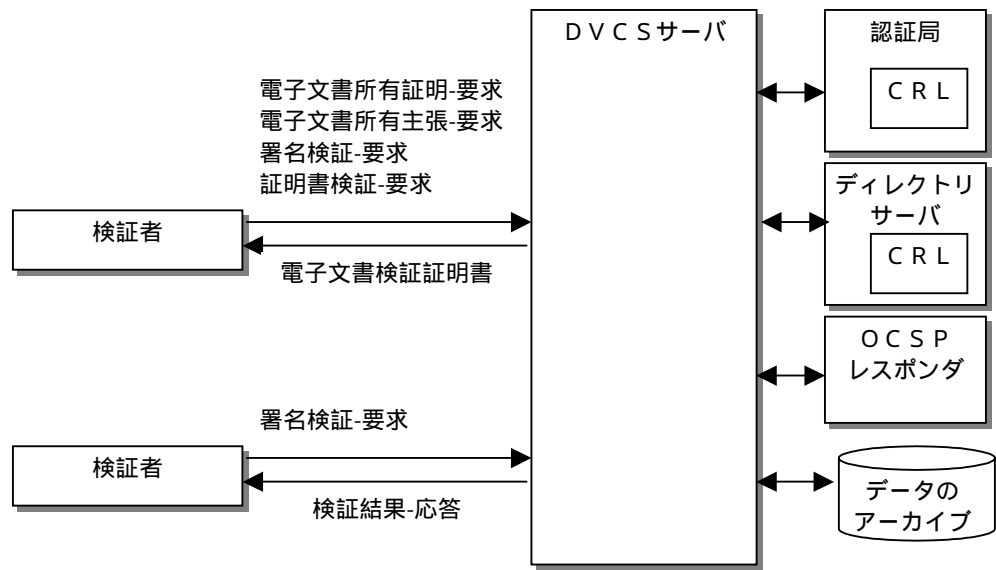 ＤＶＣＳサーバ
認証局
ＣＲＬ
電子文書所有証明-要求
電子文書所有主張-要求
署名検証-要求
証明書検証-要求
ディレクトリ
サーバ
ＣＲＬ
検証者
電子文書検証証明書
ＯＣＳＰ
レスポンダ
署名検証-要求
検証者
検証結果-応答
データの
アーカイブ